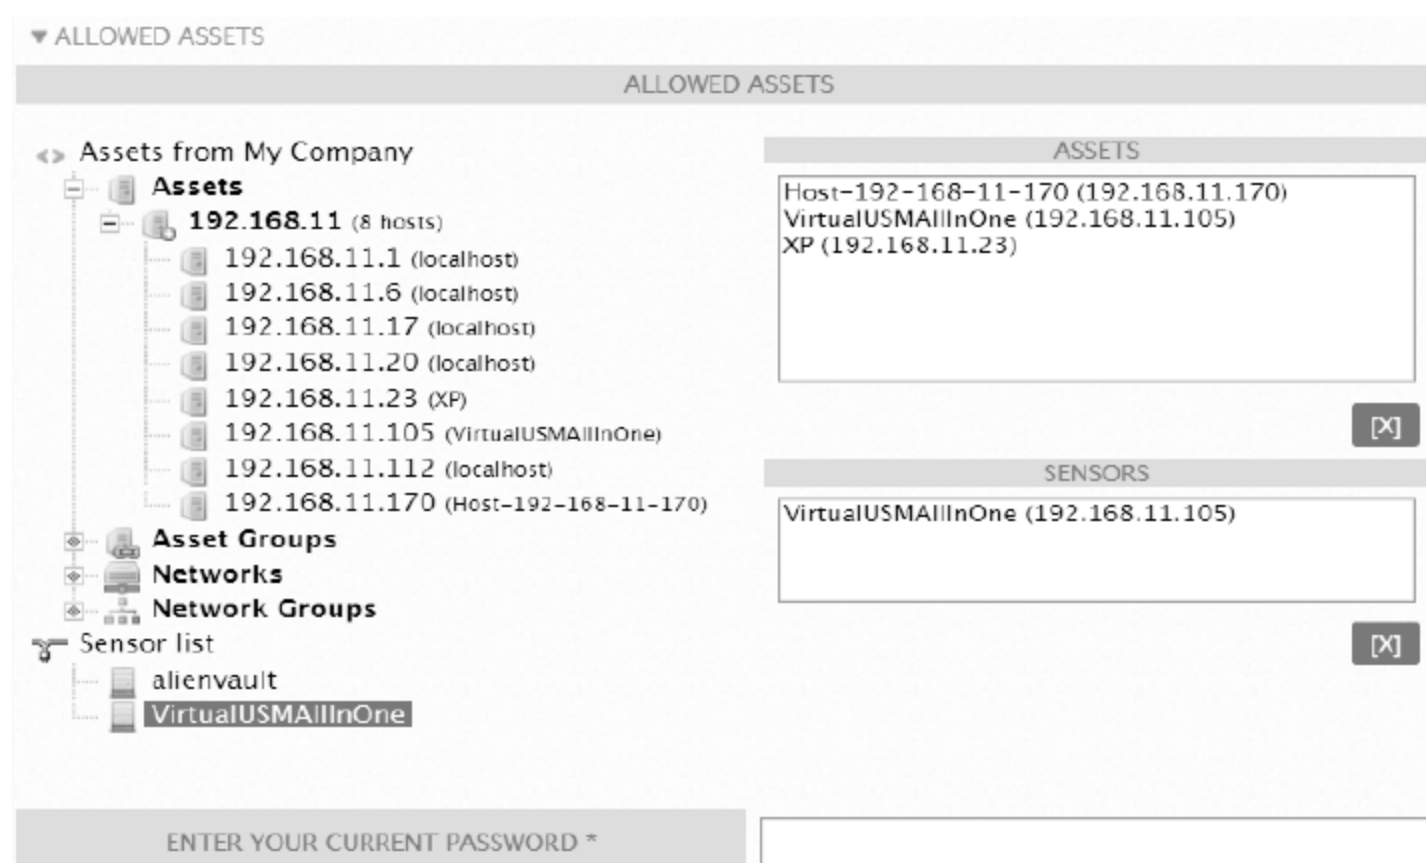 ALLOWED ASSETS
ALLOWED ASSETS
Assets from My Company
Assets
192.168.11 (8 hosts)
192.168.11.1 (localhost)
192.168.11.6 (localhost)
192.168.11.17 (localhost)
192.168.11.20 (localhost)
192.168.11.23 (XP)
192.168.11.105 (VirtualUSMAllInOne)
192.168.11.112 (localhost)
192.168.11.170 (Host-192-168-11-170)
Asset Groups
Networks
Network Groups
Sensor list
alienvault
VirtualUSMAllInOne
ASSETS
Host-192-168-11-170 (192.168.11.170)
VirtualUSMAllInOne (192.168.11.105)
XP (192.168.11.23)
[X]
SENSORS
VirtualUSMAllInOne (192.168.11.105)
[X]
ENTER YOUR CURRENT PASSWORD *